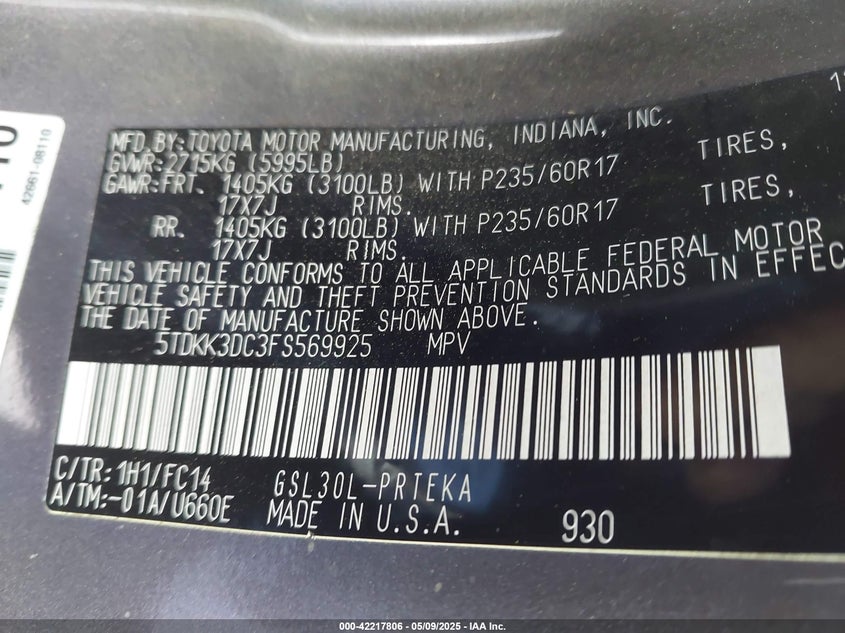 42661-08110
MFD.BY:TOYOTA MOTOR MANUFACTURING, INDIANA, INC.
GVWR:2715KG (5995LB)
GAWR:FRT. 1405KG (3100LB) WITH P235/60R17 TIRES,
17X7J RIMS.
RR. 1405KG (3100LB) WITH P235/60R17 TIRES,
17X7J RIMS.
THIS VEHICLE CONFORMS TO ALL APPLICABLE FEDERAL MOTOR
VEHICLE SAFETY AND THEFT PREVENTION STANDARDS IN EFFEC
THE DATE OF MANUFACTURE SHOWN ABOVE.
5TDKK3DC3FS569925 MPV
C/TR:1H1/FC14 GSL30L-PRTEKA
A/TM:-01A/U660E MADE IN U.S.A. 930
000-42217806 - 05/09/2025 - IAA Inc.